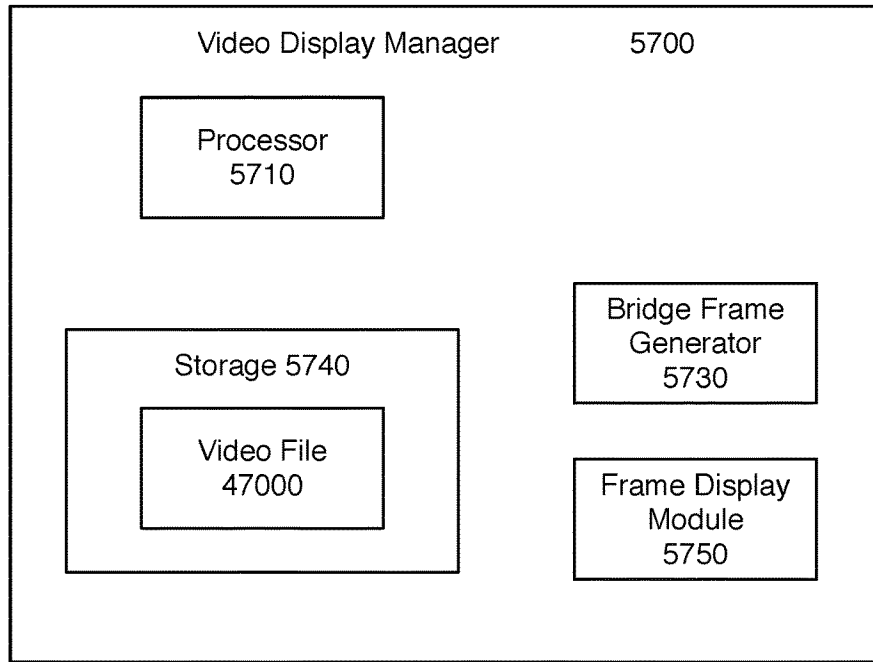 Video Display Manager 5700
Processor
5710
Bridge Frame
Generator
5730
Storage 5740
Video File
47000
Frame Display
Module
5750